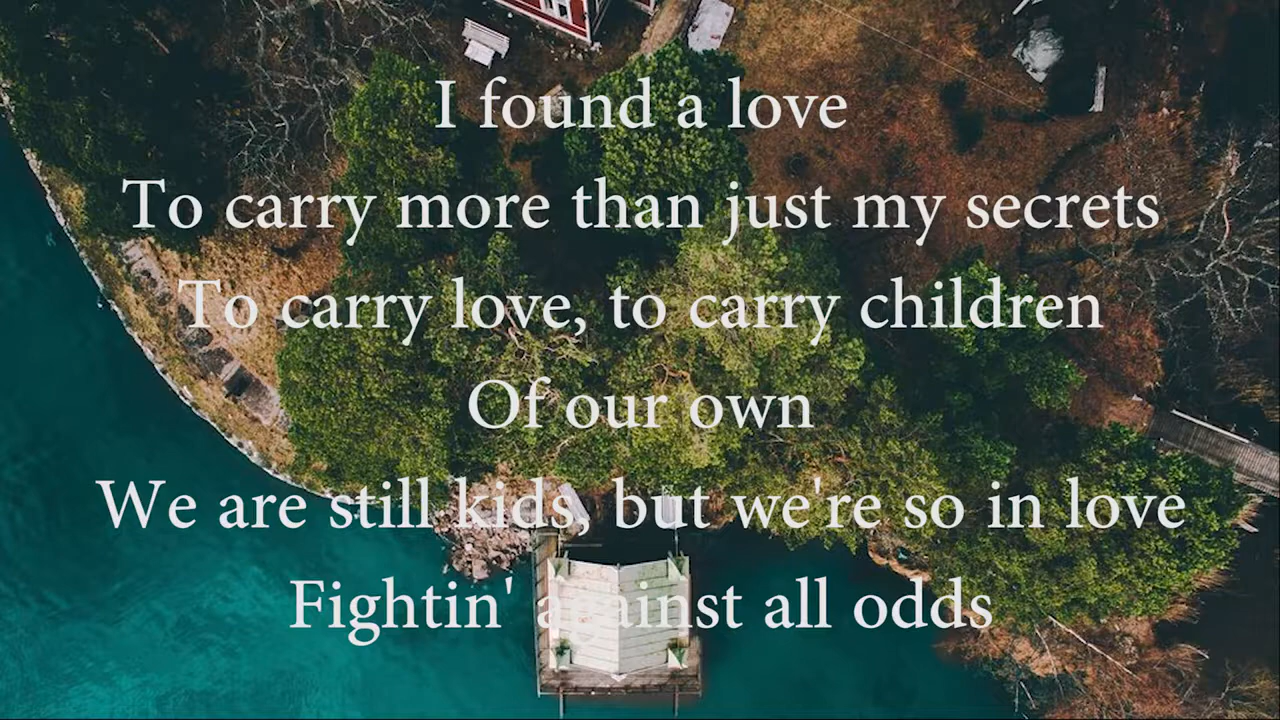 I found a love
To carry more than just my secrets
To carry love, to carry children
Of our own
We are still kids, but we're so in love
Fightin' against all odds